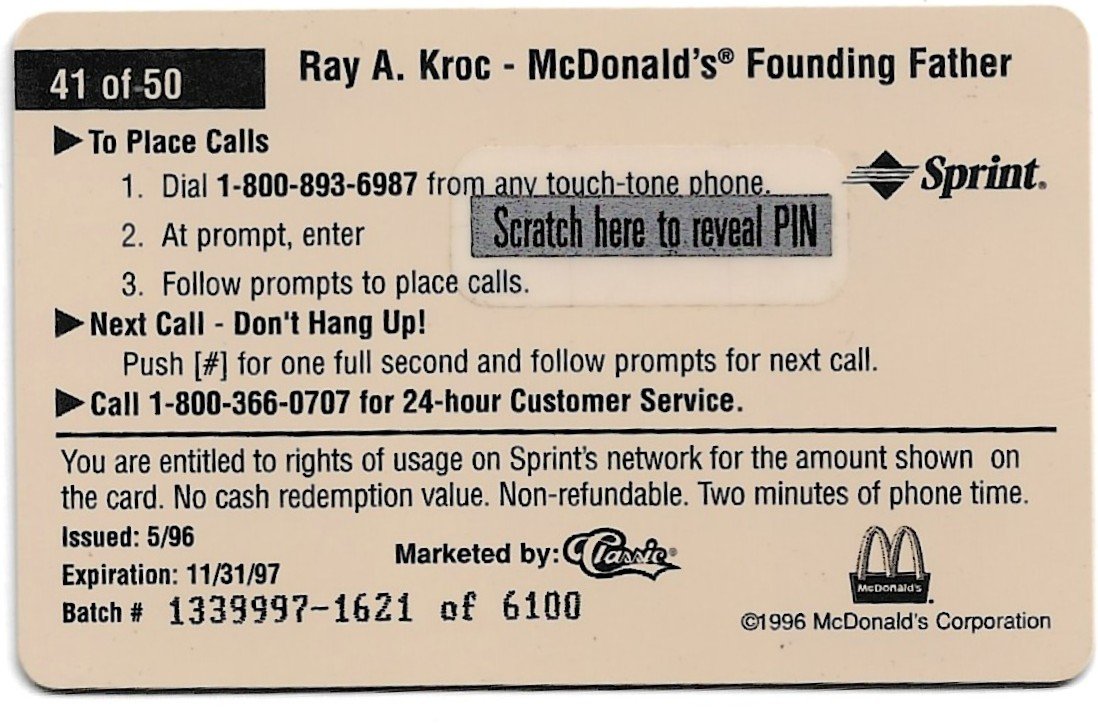 41 of 50
Ray A. Kroc - McDonald's® Founding Father
▶To Place Calls
1. Dial 1-800-893-6987 from any touch-tone phone.
Sprint.
2. At prompt, enter
Scratch here to reveal PIN
3. Follow prompts to place calls.
▶Next Call - Don't Hang Up!
Push [#] for one full second and follow prompts for next call.
▶Call 1-800-366-0707 for 24-hour Customer Service.
You are entitled to rights of usage on Sprint's network for the amount shown on
the card. No cash redemption value. Non-refundable. Two minutes of phone time.
Issued: 5/96
Marketed by: Classic®
Expiration: 11/31/97
McDonald's
Batch # 1339997-1621 of 6100
©1996 McDonald's Corporation